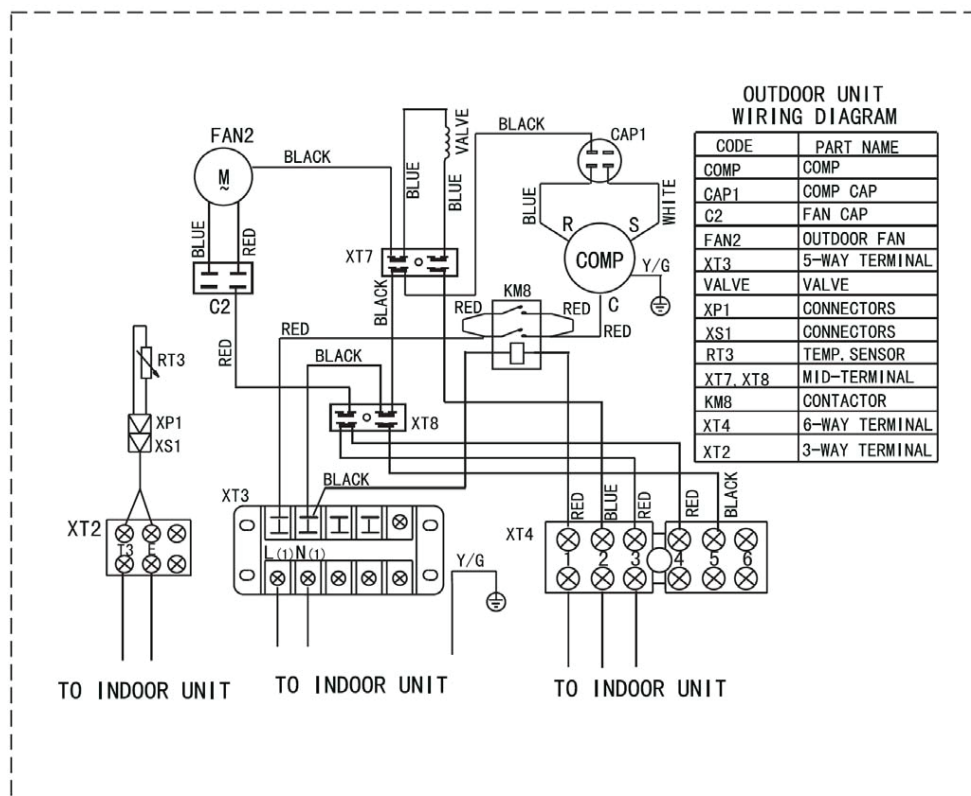 OUTDOOR UNIT
WIRING DIAGRAM
CODE PART NAME
COMP COMP
CAP1 COMP CAP
C2 FAN CAP
FAN2 OUTDOOR FAN
XT3 5-WAY TERMINAL
VALVE VALVE
XP1 CONNECTORS
XS1 CONNECTORS
RT3 TEMP. SENSOR
XT7, XT8 MID-TERMINAL
KM8 CONTACTOR
XT4 6-WAY TERMINAL
XT2 3-WAY TERMINAL
FAN2
M
~
BLACK
BLUE
RED
C2
RED
VALVE
BLUE
BLUE
BLACK
CAP1
BLUE
WHITE
R
S
COMP
Y/G
C
XT7
BLACK
KM8
RED
RED
RED
RED
BLACK
RT3
XP1
XS1
XT8
BLACK
XT3
L(1) N(1)
Y/G
XT2
T3 E
RED
BLUE
RED
RED
BLACK
XT4
1 2 3 4 5 6
TO INDOOR UNIT
TO INDOOR UNIT
TO INDOOR UNIT